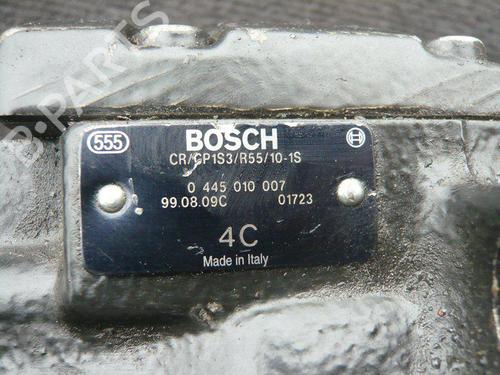 555 BOSCH
CR/CP1S3/R55/10-1S
0 445 010 007
99.08.09C 01723
4C
Made in Italy
B-PARTS